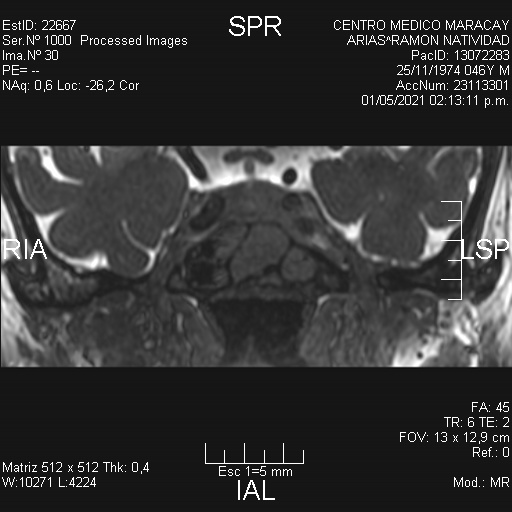 EstID: 22667
Ser.Nº 1000 Processed Images
Ima.Nº 30
PE= --
NAq: 0,6 Loc: -26,2 Cor
SPR
CENTRO MEDICO MARACAY
ARIAS^RAMON NATIVIDAD
PacID: 13072283
25/11/1974 046Y M
AccNum: 23113301
01/05/2021 02:13:11 p.m.
RIA
LSP
FA: 45
TR: 6 TE: 2
FOV: 13 x 12,9 cm
Ref.: 0
Mod.: MR
Matriz 512 x 512 Thk: 0,4
W:10271 L:4224
Esc 1=5 mm
IAL